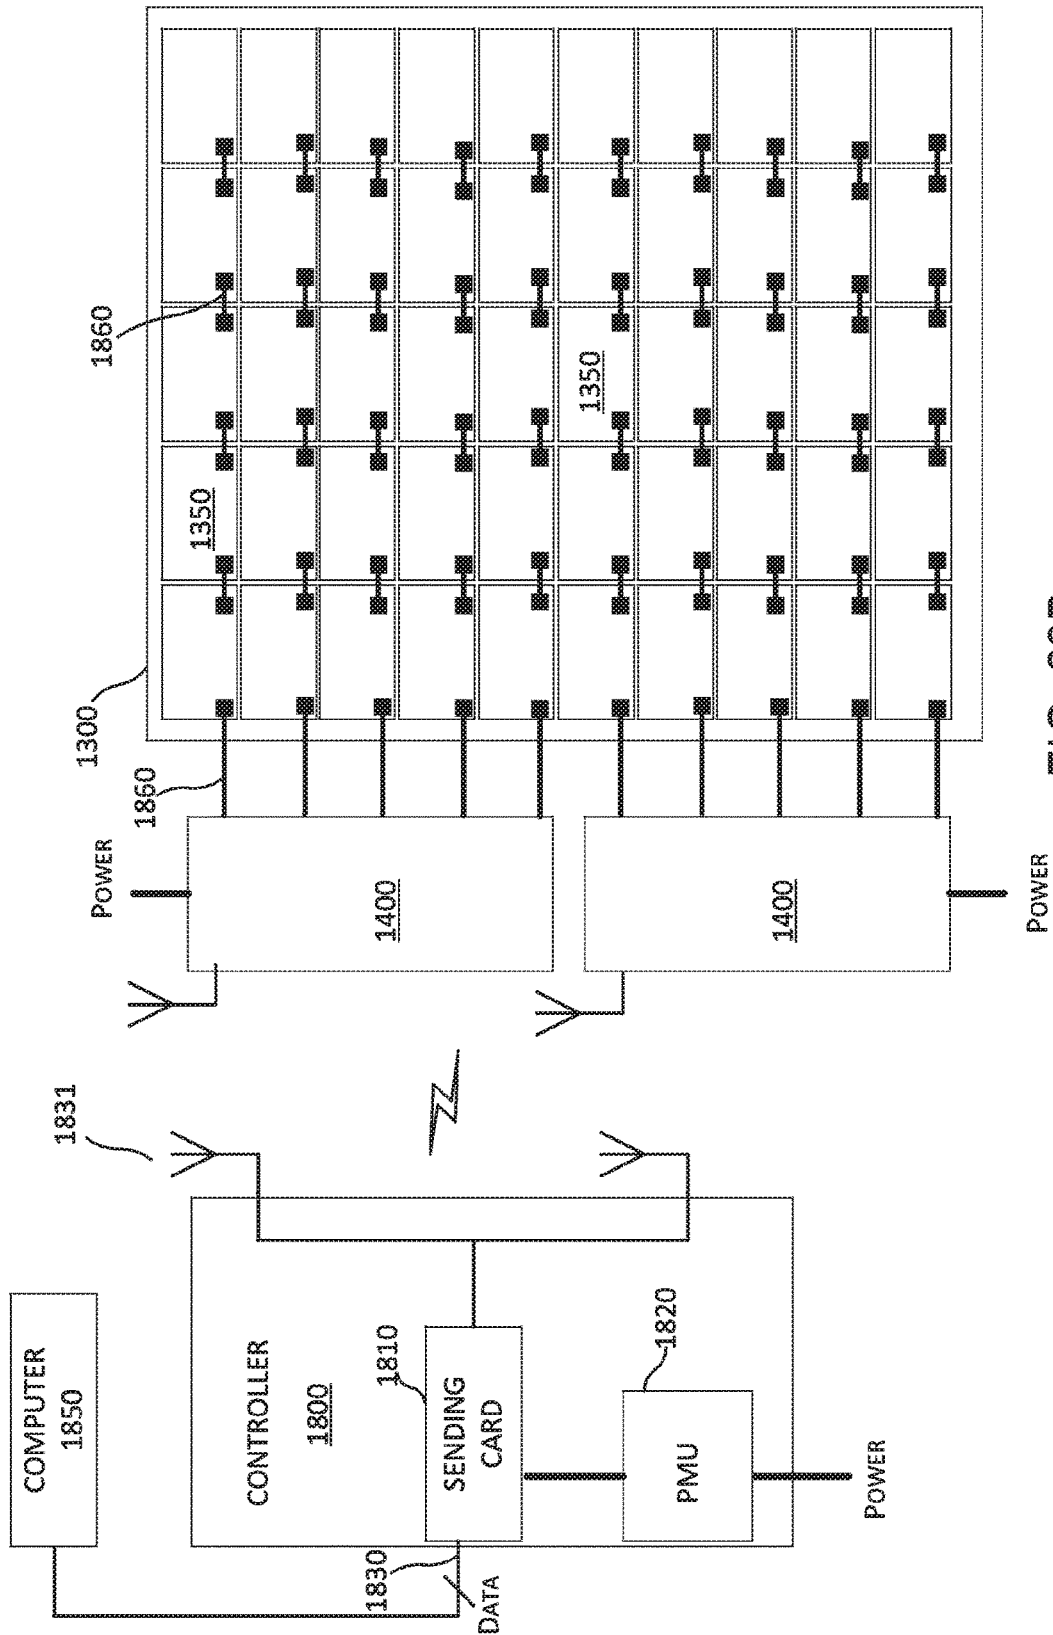 COMPUTER
1850
CONTROLLER
1800
1810
SENDING
CARD
1820
PMU
POWER
1830
DATA
1831
POWER
1400
1400
POWER
1860
1300
1350
1860
1350